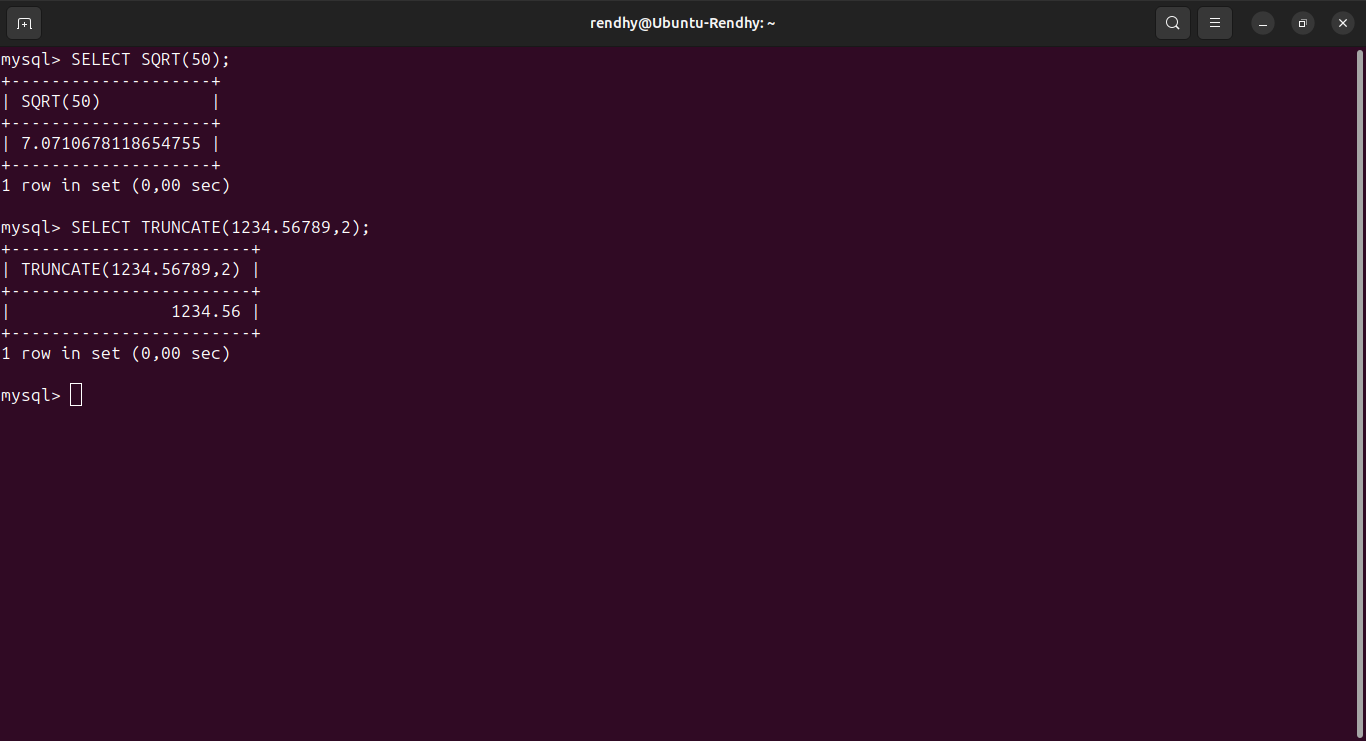 rendhy@Ubuntu-Rendhy: ~
mysql> SELECT SQRT(50);
+--------------------+
| SQRT(50)           |
+--------------------+
| 7.0710678118654755 |
+--------------------+
1 row in set (0,00 sec)

mysql> SELECT TRUNCATE(1234.56789,2);
+------------------------+
| TRUNCATE(1234.56789,2) |
+------------------------+
|                1234.56 |
+------------------------+
1 row in set (0,00 sec)

mysql>